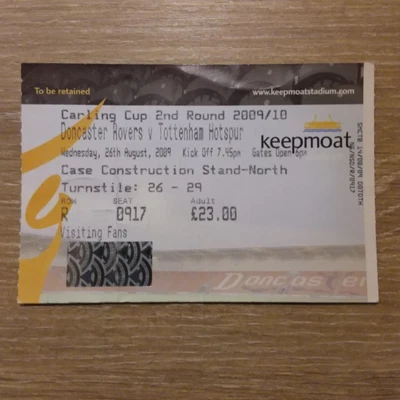 To be retained
www.keepmoatstadium.com
Carling Cup 2nd Round 2009/10
Doncaster Rovers v Tottenham Hotspur
keepmoat
Wednesday, 26th August, 2009 Kick Off 7.45pm Gates Open 6pm
Case Construction Stand-North
Turnstile: 26 - 29
ROW SEAT Adult
R 0917 £23.00
Visiting Fans
Doncaster